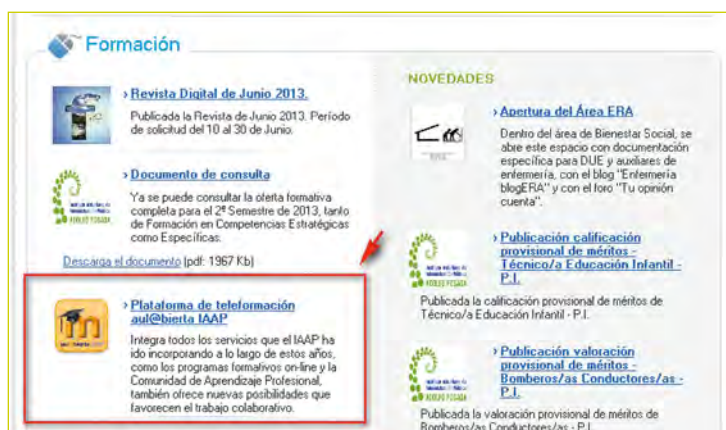 Formación
› Revista Digital de Junio 2013.
Publicada la Revista de Junio 2013. Período
de solicitud del 10 al 30 de Junio.
› Documento de consulta
Ya se puede consultar la oferta formativa
completa para el 2º Semestre de 2013, tanto
de Formación en Competencias Estratégicas
como Específicas.
Descarga el documento (pdf: 1967 Kb)
› Plataforma de teleformación
aul@bierta IAAP
Integra todos los servicios que el IAAP ha
ido incorporando a lo largo de estos años,
como los programas formativos on-line y la
Comunidad de Aprendizaje Profesional,
también ofrece nuevas posibilidades que
favorecen el trabajo colaborativo.
NOVEDADES
› Apertura del Área ERA
Dentro del área de Bienestar Social, se
abre este espacio con documentación
específica para DUE y auxiliares de
enfermería, con el blog "Enfermería
blogERA" y con el foro "Tu opinión
cuenta".
› Publicación calificación
provisional de méritos -
Técnico/a Educación Infantil -
P.I.
Publicada la calificación provisional de méritos de
Técnico/a Educación Infantil - P.I.
› Publicación valoración
provisional de méritos -
Bomberos/as Conductores/as -
P.I.
Publicada la valoración provisional de méritos de
Bomberos/as Conductores/as - P.I.